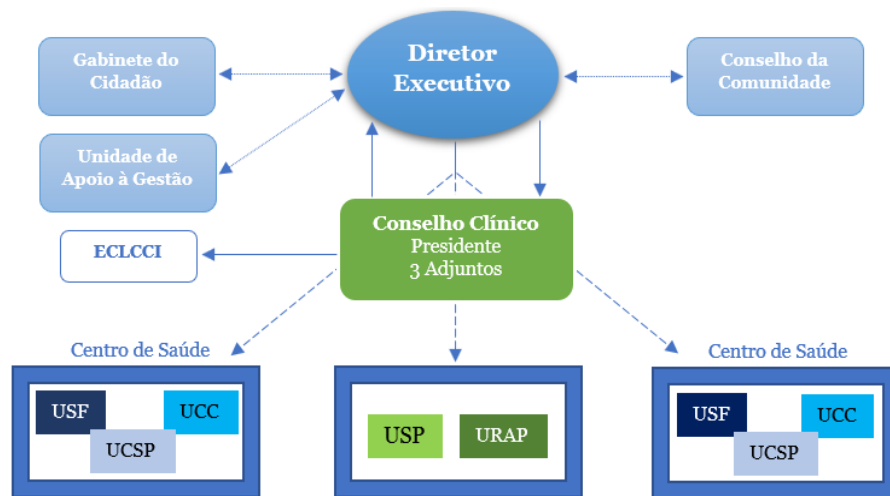 Gabinete do
Cidadão
Diretor
Executivo
Conselho da
Comunidade
Unidade de
Apoio à Gestão
Conselho Clínico
Presidente
3 Adjuntos
ECLCCI
Centro de Saúde
Centro de Saúde
USF
UCC
UCSP
USP
URAP
USF
UCC
UCSP